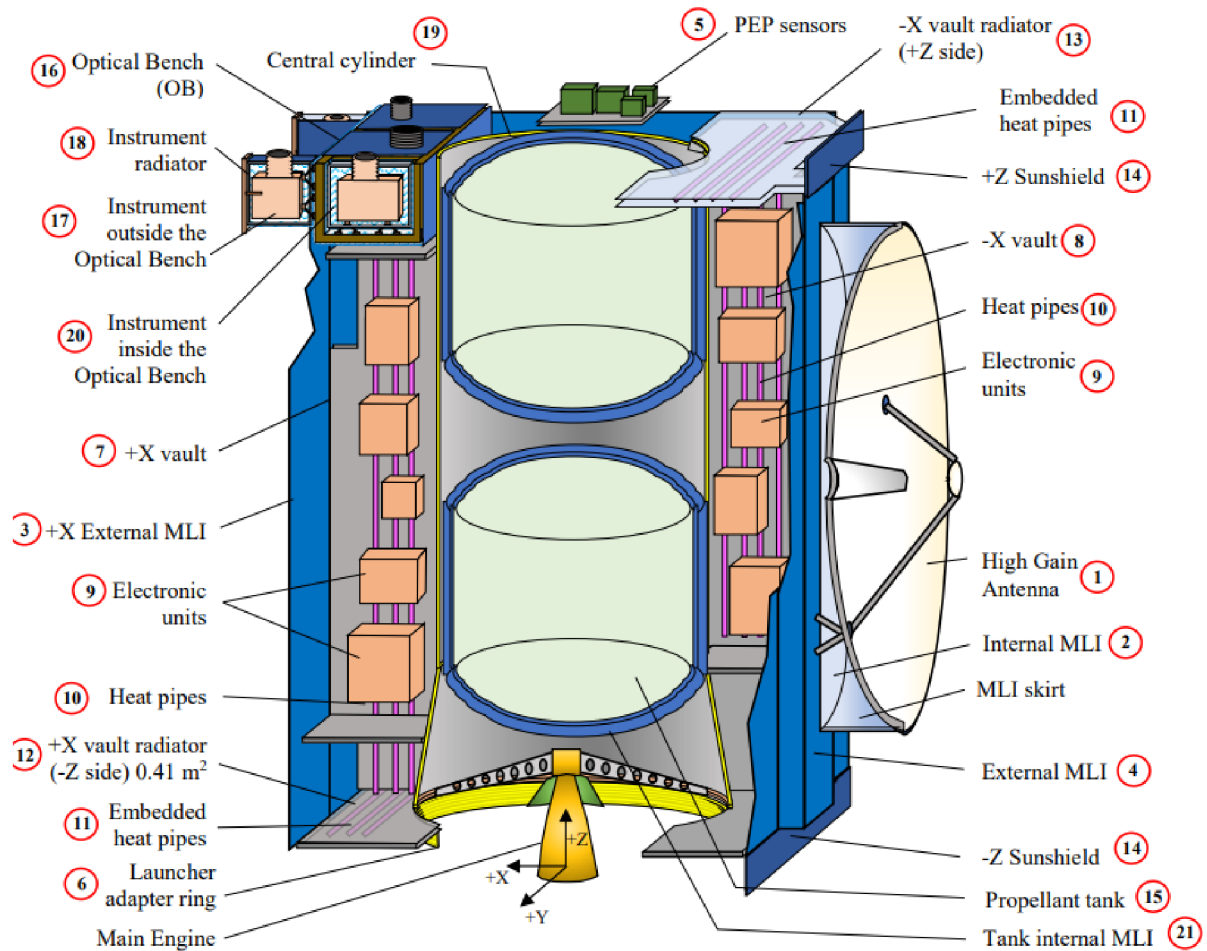 16
Optical Bench
(OB)
19
Central cylinder
5
PEP sensors
-X vault radiator
(+Z side)
13
18
Instrument
radiator
17
Instrument
outside the
Optical Bench
20
Instrument
inside the
Optical Bench
7
+X vault
3
+X External MLI
9
Electronic
units
10
Heat pipes
12
+X vault radiator
(-Z side) 0.41 m²
11
Embedded
heat pipes
6
Launcher
adapter ring
Main Engine
Embedded
heat pipes
11
+Z Sunshield
14
-X vault
8
Heat pipes
10
Electronic
units
9
High Gain
Antenna
1
Internal MLI
2
MLI skirt
External MLI
4
-Z Sunshield
14
Propellant tank
15
Tank internal MLI
21
+Z
+X
+Y